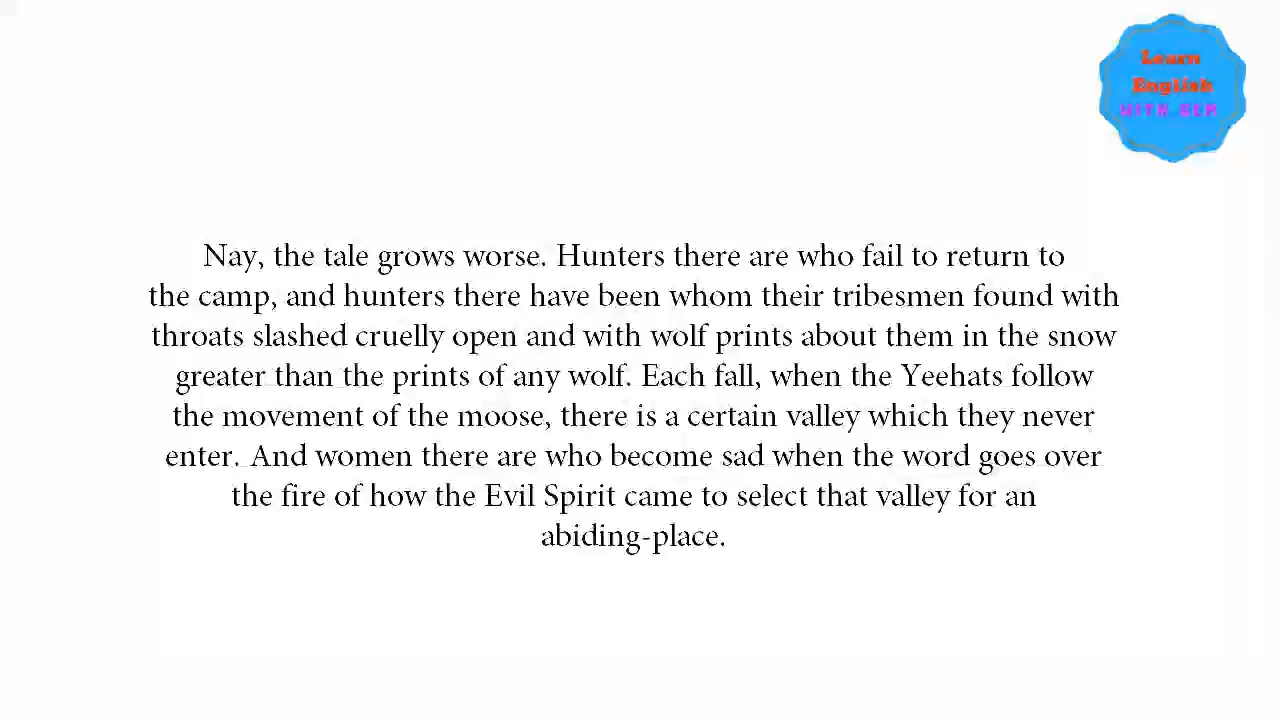 Learn
English
WITH BEN
Nay, the tale grows worse. Hunters there are who fail to return to
the camp, and hunters there have been whom their tribesmen found with
throats slashed cruelly open and with wolf prints about them in the snow
greater than the prints of any wolf. Each fall, when the Yeehats follow
the movement of the moose, there is a certain valley which they never
enter. And women there are who become sad when the word goes over
the fire of how the Evil Spirit came to select that valley for an
abiding-place.